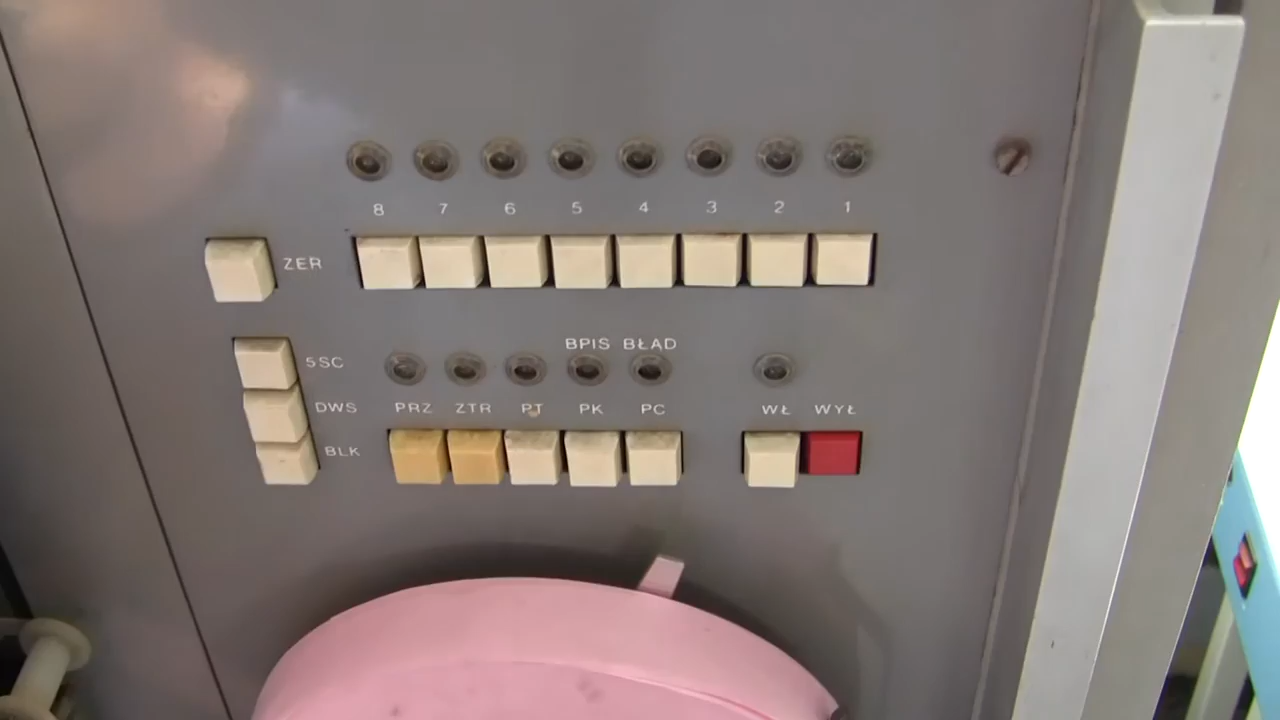 8 7 6 5 4 3 2 1
ZER
BPIS BŁAD
5SC
DWS
PRZ ZTR PT PK PC WŁ WYŁ
BLK